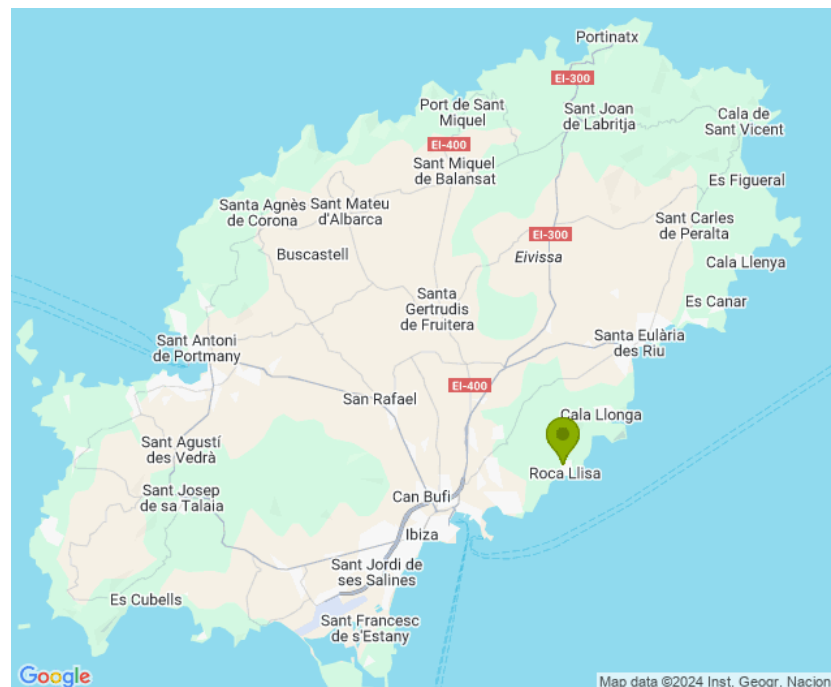 Portinatx
EI-300
Port de Sant
Miquel
Sant Joan
de Labritja
Cala de
Sant Vicent
EI-400
Sant Miquel
de Balansat
Es Figueral
Santa Agnès
de Corona
Sant Mateu
d'Albarca
Sant Carles
de Peralta
EI-300
Buscastell
Eivissa
Cala Llenya
Santa
Gertrudis
de Fruitera
Es Canar
Sant Antoni
de Portmany
Santa Eulària
des Riu
EI-400
San Rafael
Cala Llonga
Sant Agustí
des Vedrà
Roca Llisa
Sant Josep
de sa Talaia
Can Bufi
Ibiza
Sant Jordi de
ses Salines
Es Cubells
Sant Francesc
de s'Estany
Google
Map data ©2024 Inst. Geogr. Nacion